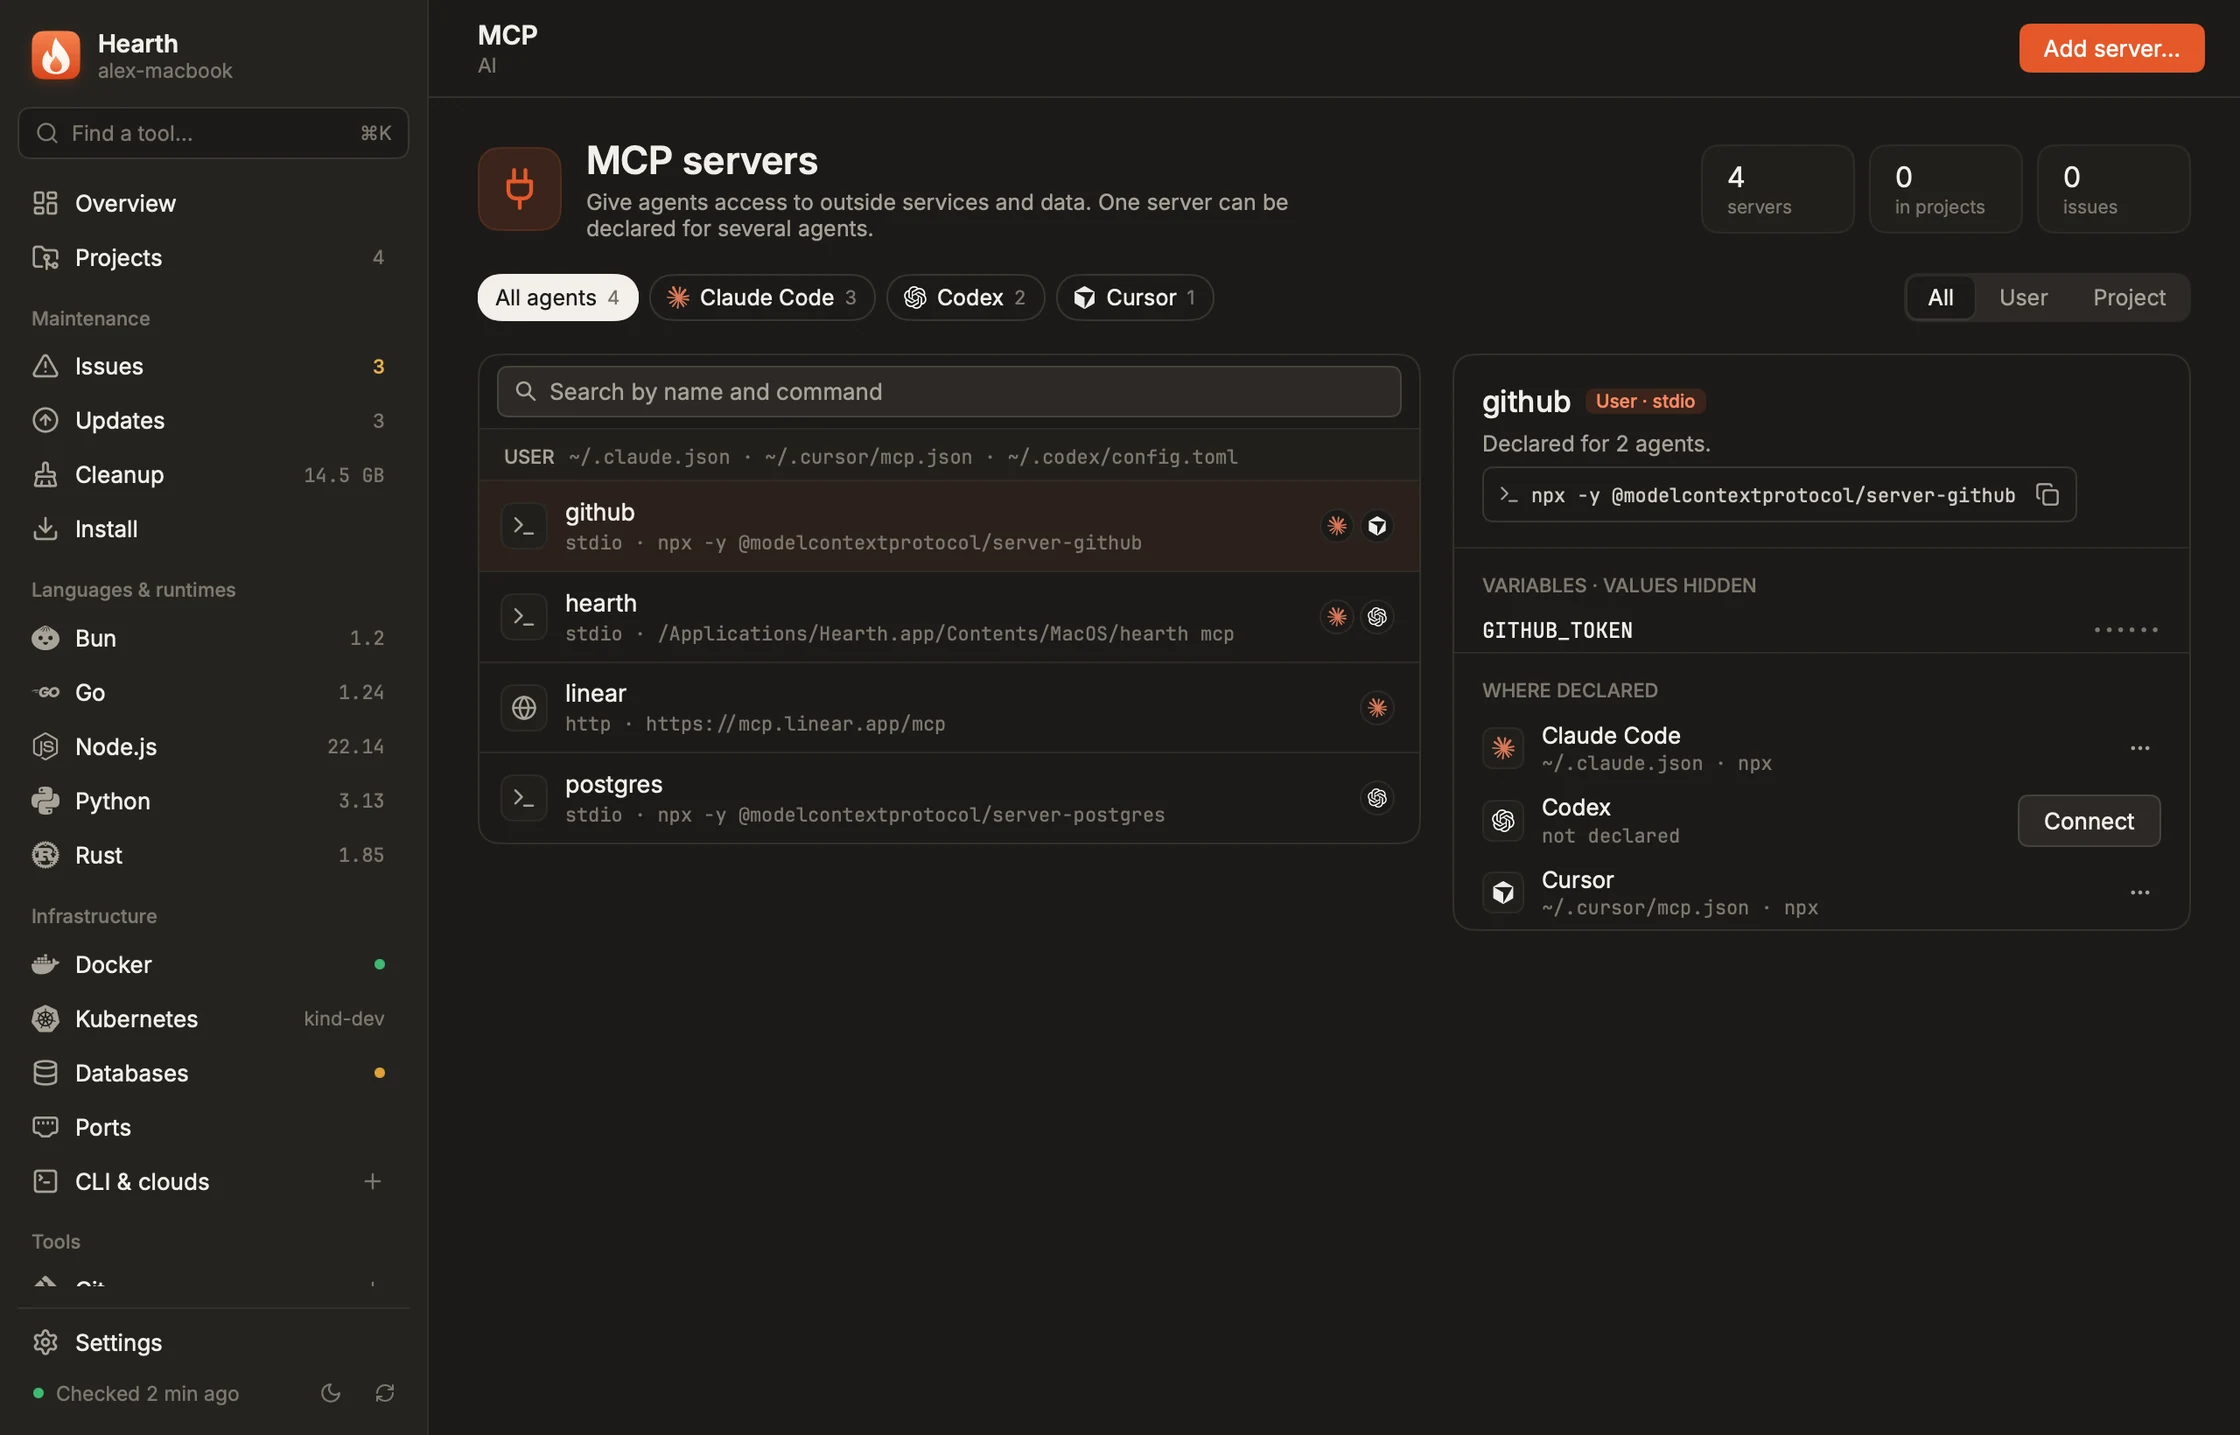 Hearth
alex-macbook
Find a tool... ⌘K
Overview
Projects 4
Maintenance
Issues 3
Updates 3
Cleanup 14.5 GB
Install
Languages & runtimes
Bun 1.2
Go 1.24
Node.js 22.14
Python 3.13
Rust 1.85
Infrastructure
Docker
Kubernetes kind-dev
Databases
Ports
CLI & clouds
Tools
Settings
Checked 2 min ago
MCP
AI
Add server...
MCP servers
Give agents access to outside services and data. One server can be
declared for several agents.
4
servers
0
in projects
0
issues
All agents 4
Claude Code 3
Codex 2
Cursor 1
All
User
Project
Search by name and command
USER ~/.claude.json · ~/.cursor/mcp.json · ~/.codex/config.toml
github
stdio · npx -y @modelcontextprotocol/server-github
hearth
stdio · /Applications/Hearth.app/Contents/MacOS/hearth mcp
linear
http · https://mcp.linear.app/mcp
postgres
stdio · npx -y @modelcontextprotocol/server-postgres
github User · stdio
Declared for 2 agents.
npx -y @modelcontextprotocol/server-github
VARIABLES · VALUES HIDDEN
GITHUB_TOKEN ······
WHERE DECLARED
Claude Code
~/.claude.json · npx
Codex
not declared
Connect
Cursor
~/.cursor/mcp.json · npx